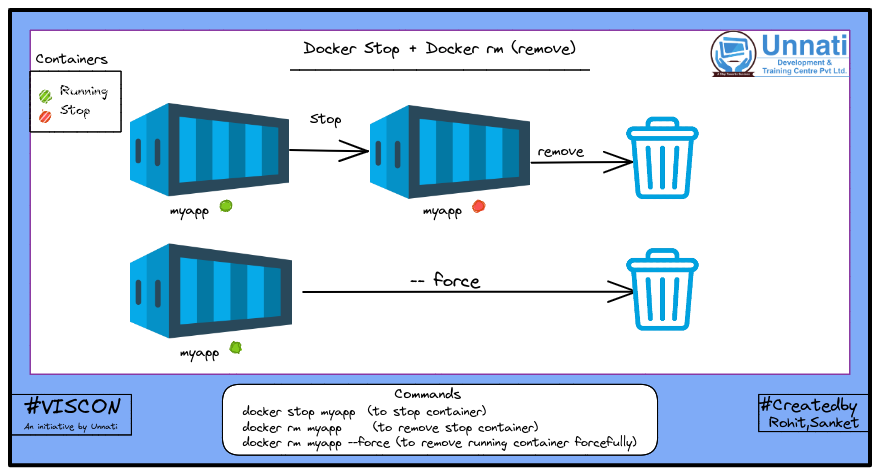 Docker Stop + Docker rm (remove)
Unnati
Development &
Training Centre Pvt Ltd.
Containers
Running
Stop
Stop
remove
myapp
myapp
-- force
myapp
#VISCON
An initiative by Unnati
Commands
docker stop myapp (to stop container)
docker rm myapp (to remove stop container)
docker rm myapp --force (to remove running container forcefully)
#Createdby
Rohit,Sanket